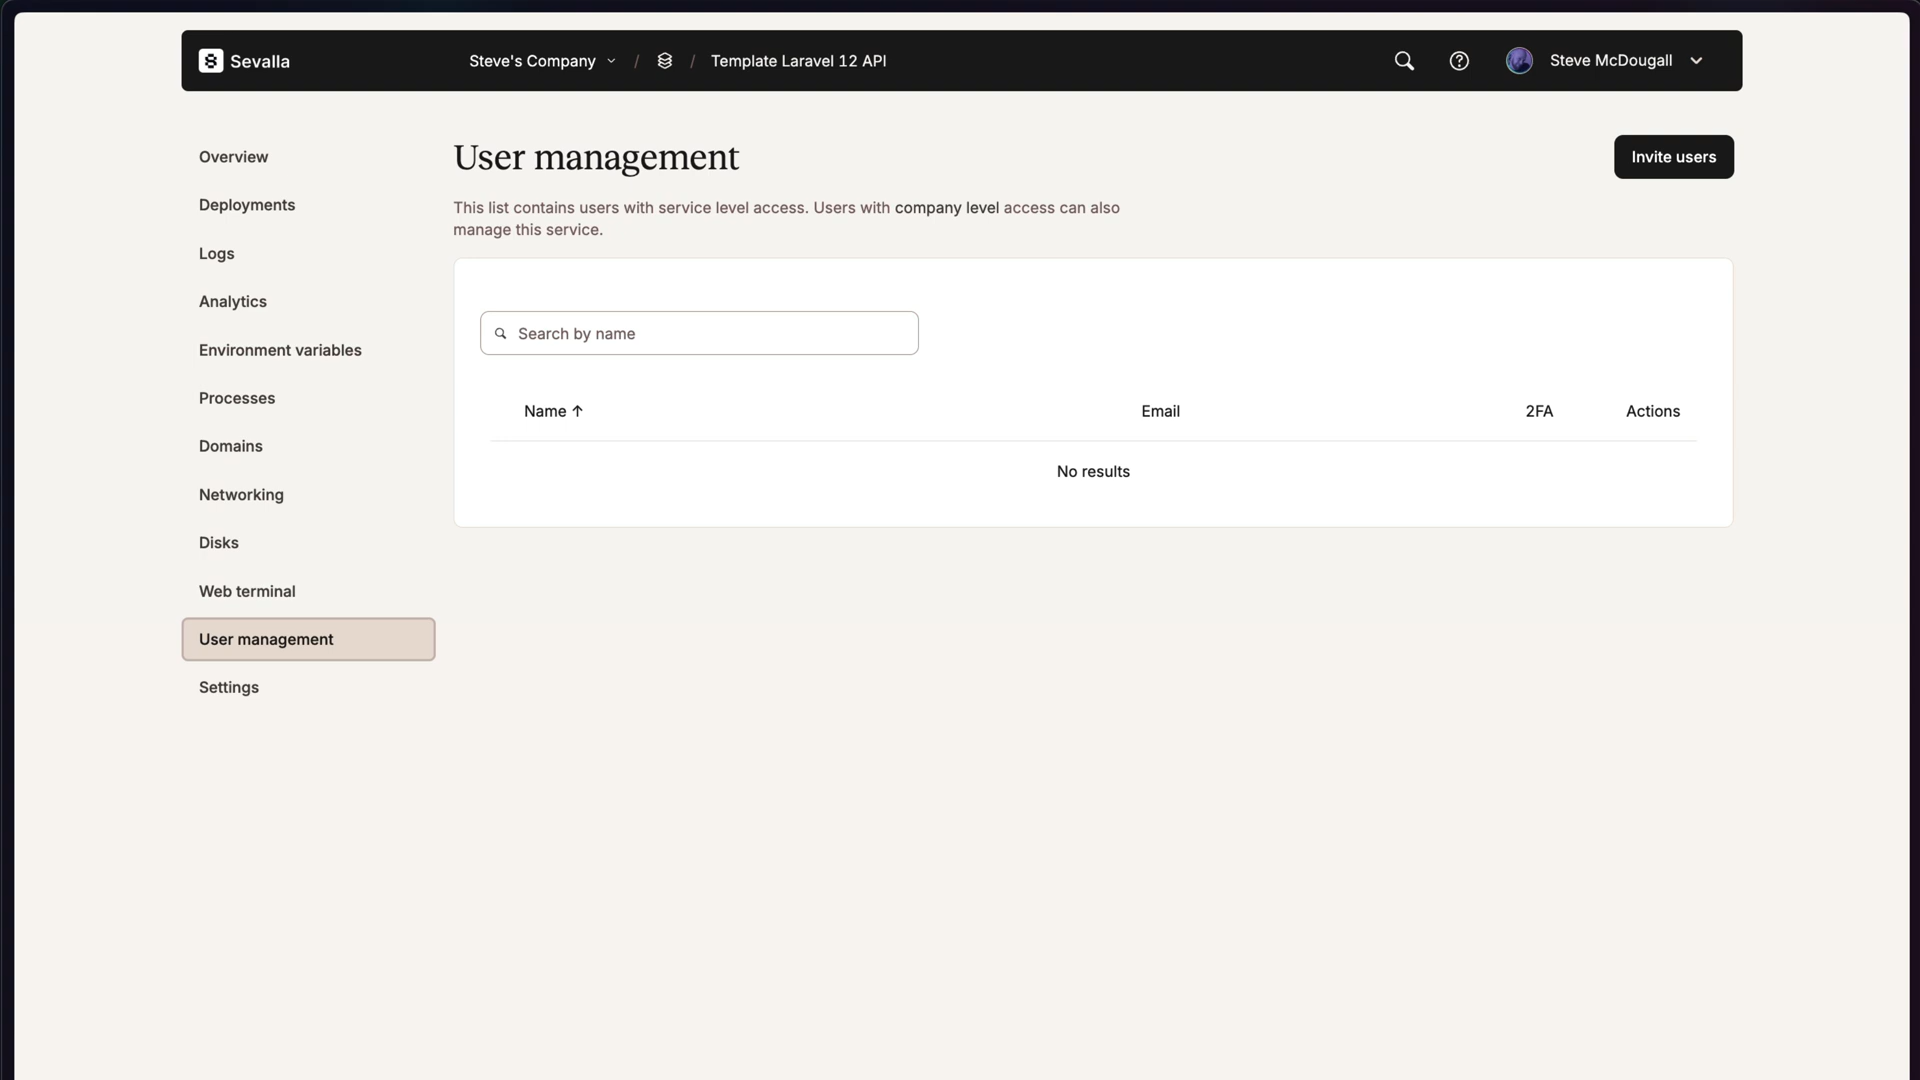 Sevalla
Steve's Company / / Template Laravel 12 API
Steve McDougall
Overview
Deployments
Logs
Analytics
Environment variables
Processes
Domains
Networking
Disks
Web terminal
User management
Settings
User management
Invite users
This list contains users with service level access. Users with company level access can also
manage this service.
Search by name
Name ↑ Email 2FA Actions
No results